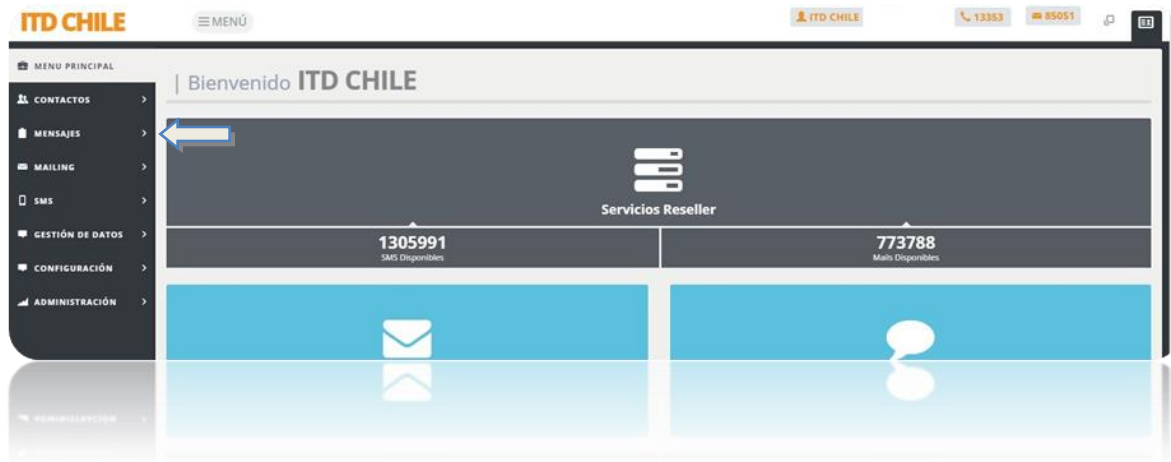 ITD CHILE
MENÚ
ITD CHILE
13353
85051
MENU PRINCIPAL
CONTACTOS
MENSAJES
MAILING
SMS
GESTIÓN DE DATOS
CONFIGURACIÓN
ADMINISTRACIÓN
| Bienvenido ITD CHILE
Servicios Reseller
1305991
SMS Disponibles
773788
Mails Disponibles